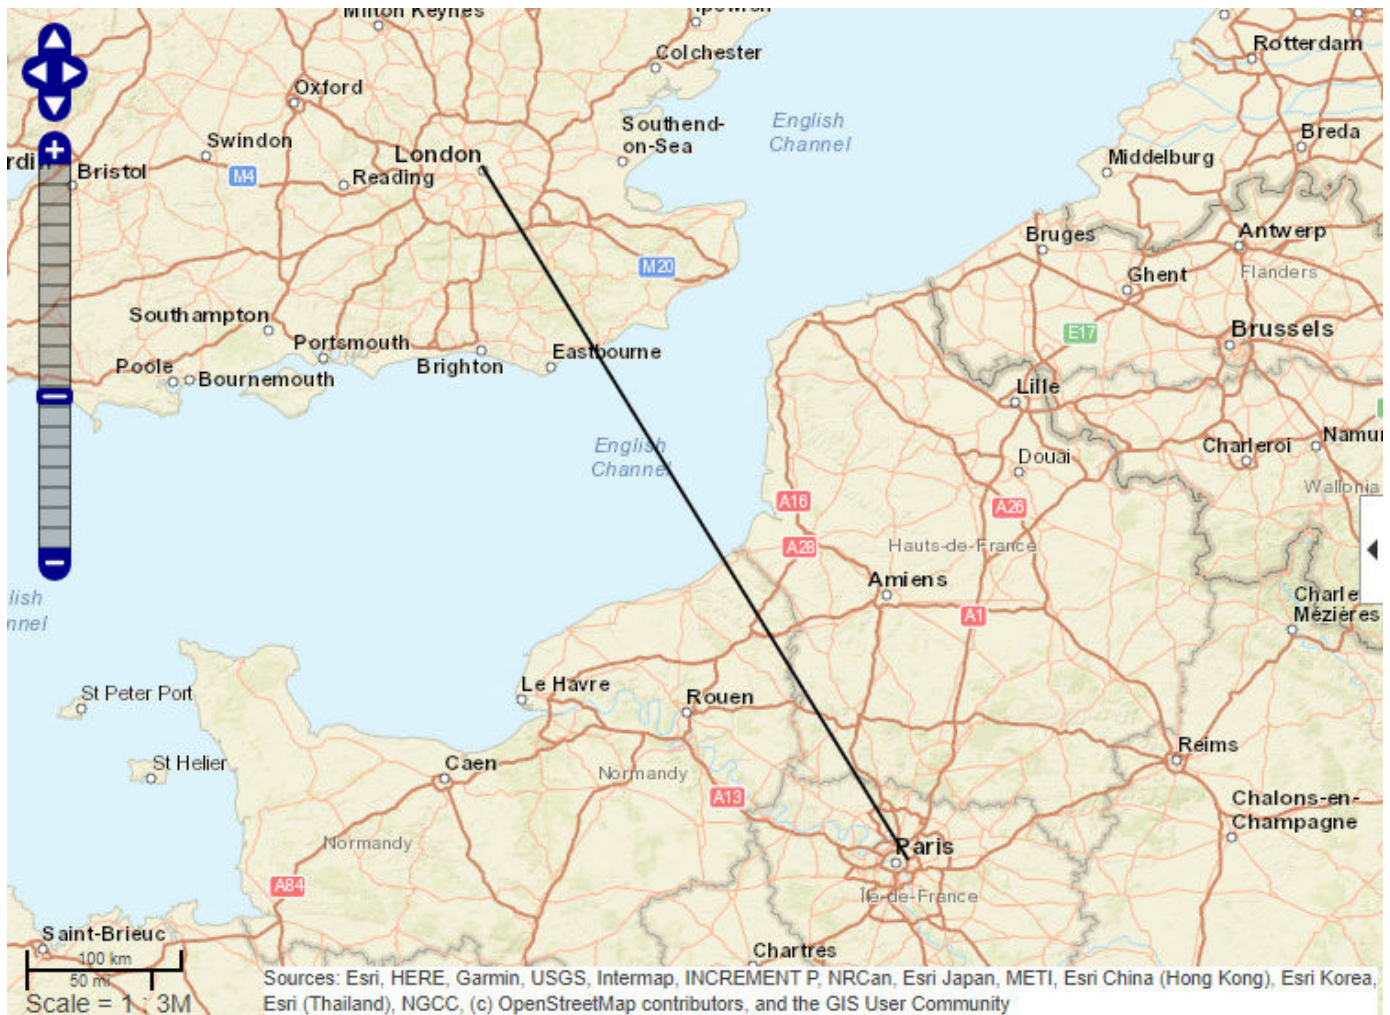 Milton Keynes
Ipswich
Colchester
Rotterdam
Oxford
English
Channel
Southend-
on-Sea
Breda
Swindon
London
Middelburg
rdin
Bristol
M4
Reading
Bruges
Antwerp
M20
Ghent
Flanders
Southampton
E17
Brussels
Portsmouth
Eastbourne
Poole
Bournemouth
Brighton
Lille
English
Channel
Charleroi
Namur
Douai
Wallonia
A16
A26
A28
Hauts-de-France
Amiens
lish
nnel
A1
Charle
Mézières
St Peter Port
Le Havre
Rouen
St Helier
Caen
Normandy
Reims
A13
Chalons-en-
Champagne
Normandy
Paris
A84
Île-de-France
Saint-Brieuc
Chartres
100 km
50 mi
Scale = 1 : 3M
Sources: Esri, HERE, Garmin, USGS, Intermap, INCREMENT P, NRCan, Esri Japan, METI, Esri China (Hong Kong), Esri Korea,
Esri (Thailand), NGCC, (c) OpenStreetMap contributors, and the GIS User Community